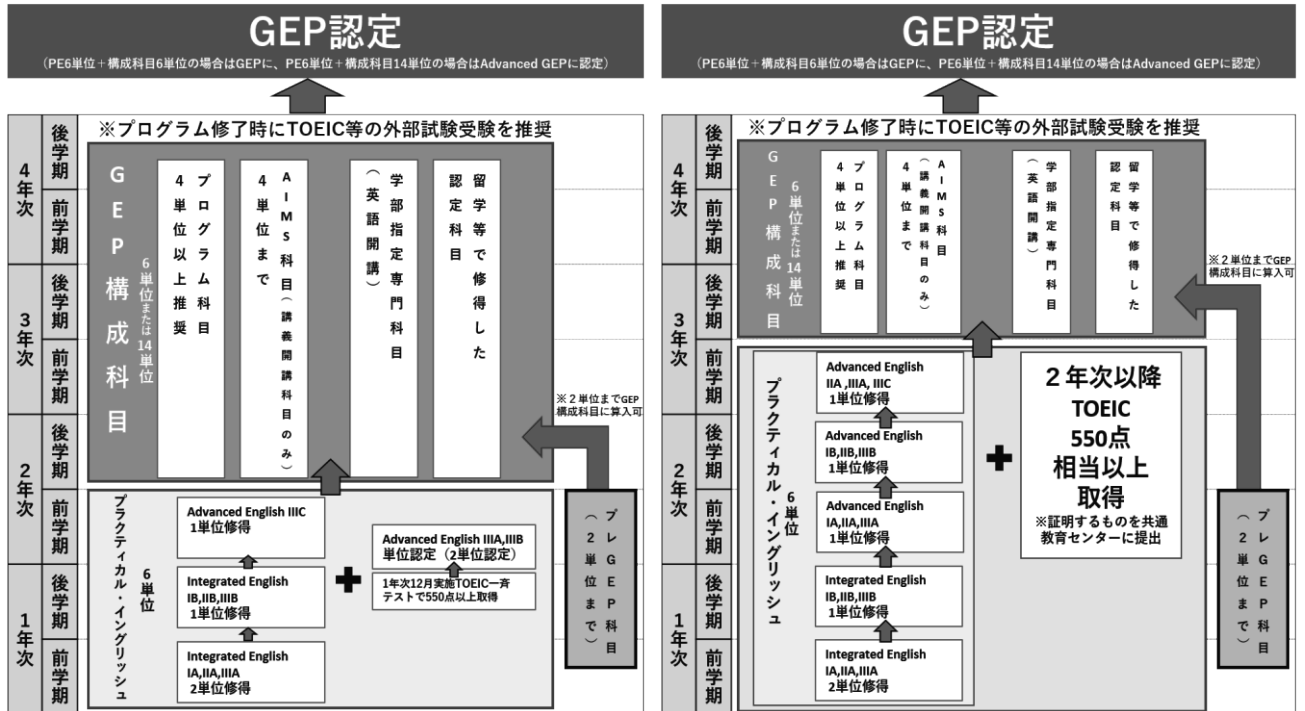 GEP認定
（PE6単位＋構成科目6単位の場合はGEPに、PE6単位＋構成科目14単位の場合はAdvanced GEPに認定）
※プログラム修了時にTOEIC等の外部試験受験を推奨
4年次
後学期
前学期
3年次
後学期
前学期
2年次
後学期
前学期
1年次
後学期
前学期
GEP構成科目
6単位または14単位
プログラム科目
4単位以上推奨
AIMS科目（講義開講科目のみ）
4単位まで
学部指定専門科目
（英語開講）
留学等で修得した
認定科目
※２単位までGEP
構成科目に算入可
プラクティカル・イングリッシュ
6単位
Advanced English IIIC
1単位修得
Integrated English
IB,IIB,IIIB
1単位修得
Integrated English
IA,IIA,IIIA
2単位修得
+
Advanced English IIIA,IIIB
単位認定（2単位認定）
1年次12月実施TOEIC一斉
テストで550点以上取得
プレGEP科目
（2単位まで）
GEP認定
（PE6単位＋構成科目6単位の場合はGEPに、PE6単位＋構成科目14単位の場合はAdvanced GEPに認定）
※プログラム修了時にTOEIC等の外部試験受験を推奨
4年次
後学期
前学期
3年次
後学期
前学期
2年次
後学期
前学期
1年次
後学期
前学期
GEP構成科目
6単位または14単位
プログラム科目
4単位以上推奨
AIMS科目
（講義開講科目のみ）
4単位まで
学部指定専門科目
（英語開講）
留学等で修得した
認定科目
※２単位までGEP
構成科目に算入可
プラクティカル・イングリッシュ
6単位
Advanced English
IIA ,IIIA, IIIC
1単位修得
Advanced English
IB,IIB,IIIB
1単位修得
Advanced English
IA,IIA,IIIA
1単位修得
Integrated English
IB,IIB,IIIB
1単位修得
Integrated English
IA,IIA,IIIA
2単位修得
+
２年次以降
TOEIC
550点
相当以上
取得
※証明するものを共通
教育センターに提出
プレGEP科目
（2単位まで）